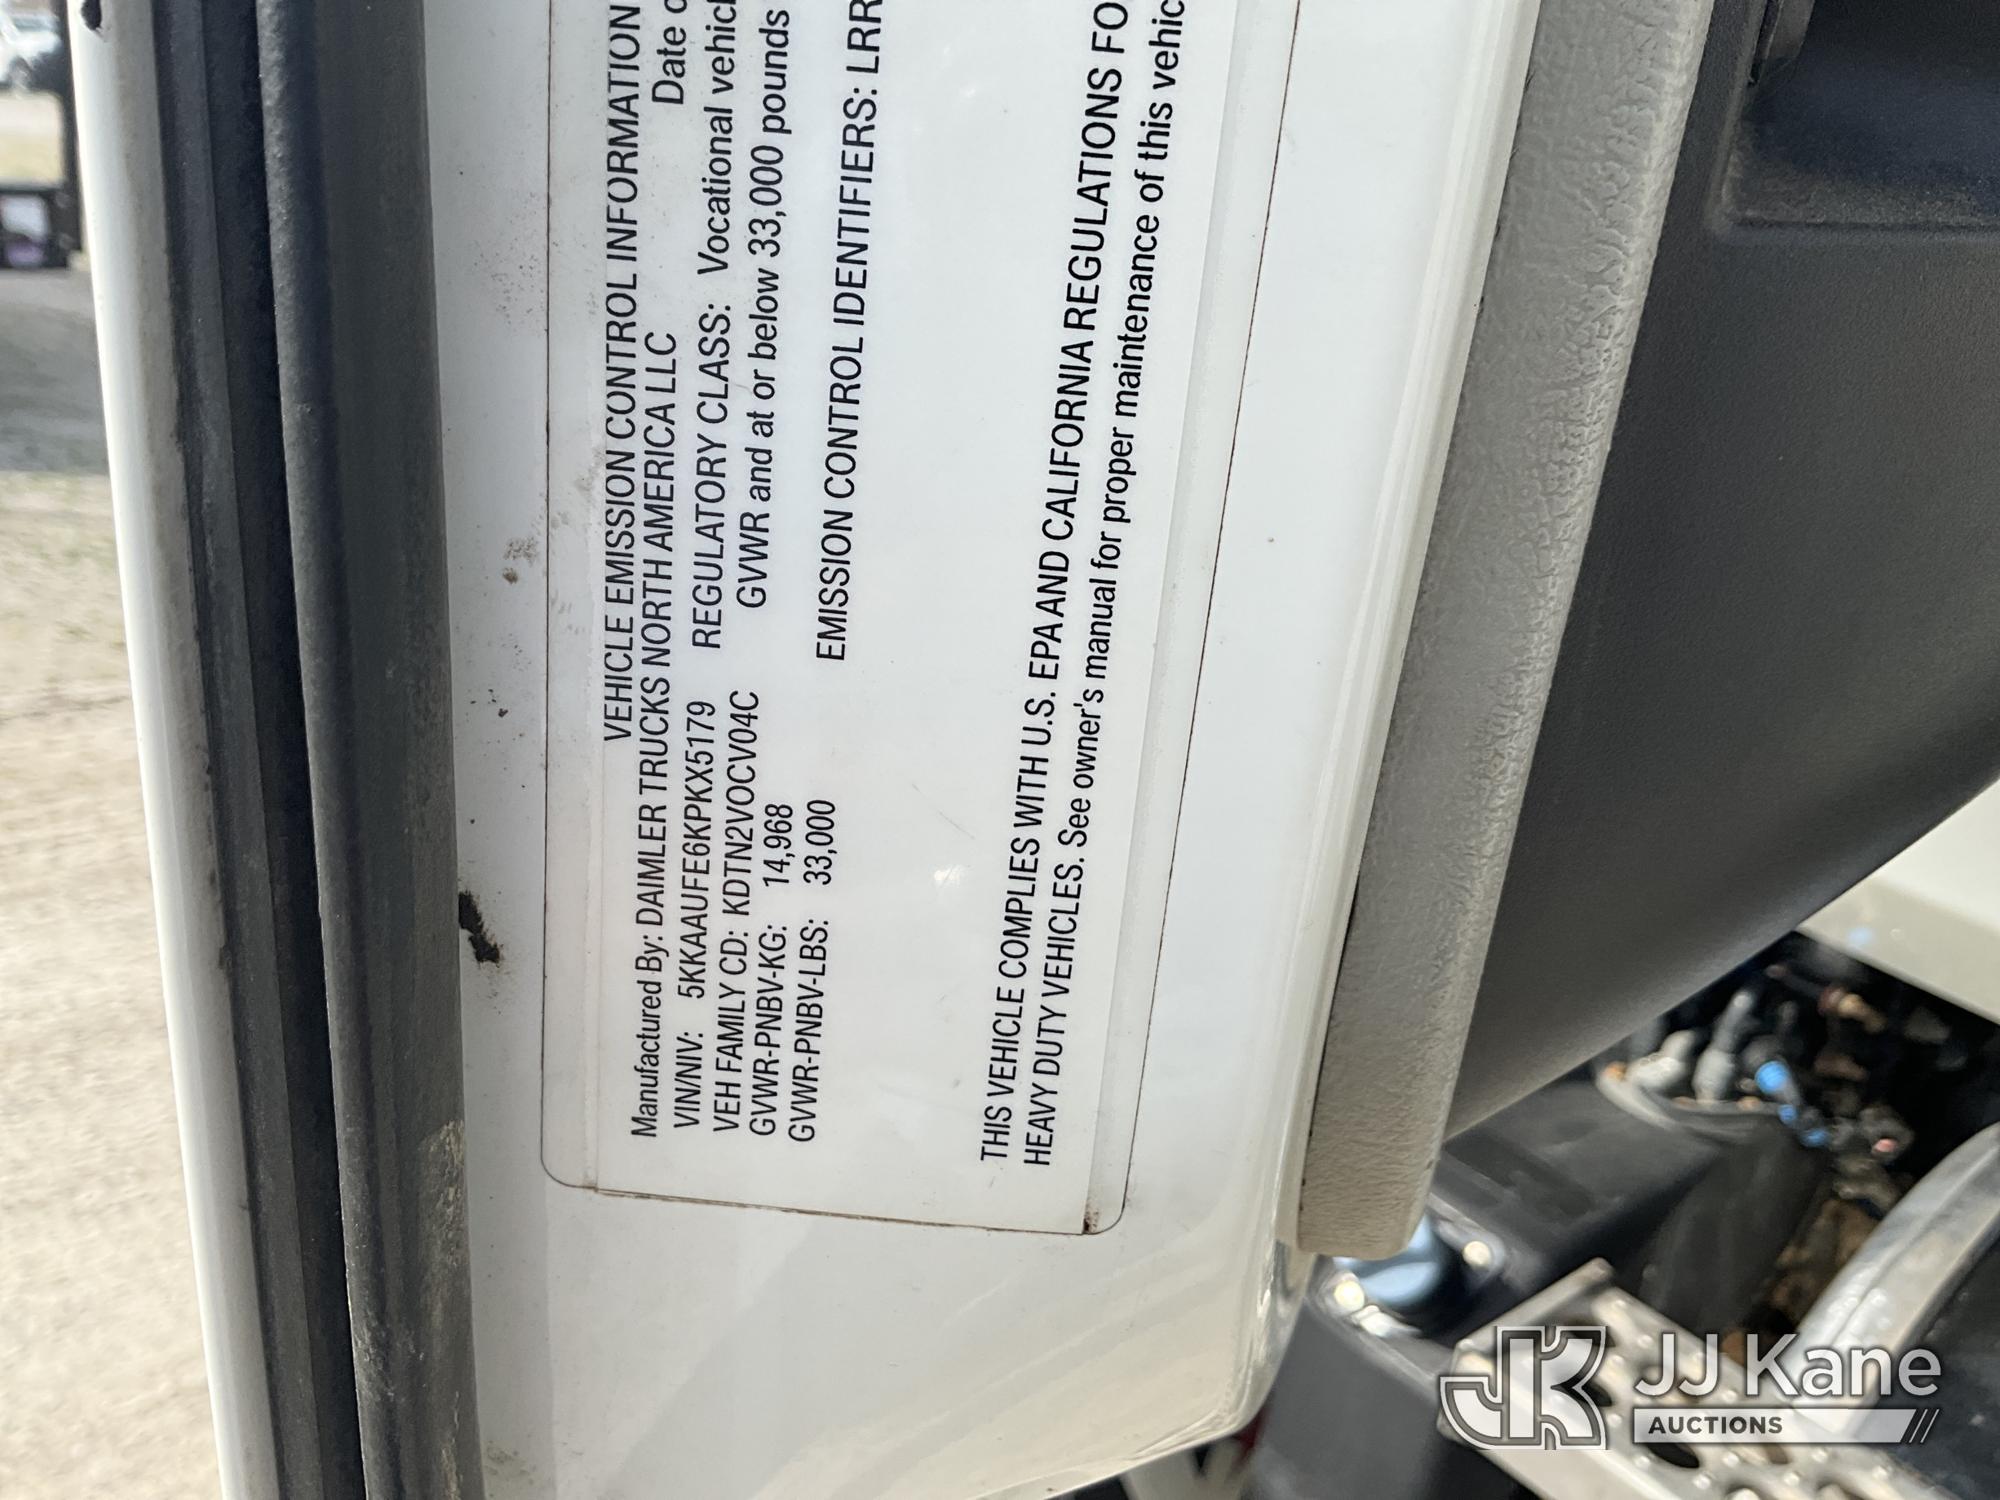 VEHICLE EMISSION CONTROL INFORMATION
Manufactured By: DAIMLER TRUCKS NORTH AMERICA LLC Date
VIN/NIV: 5KKAAUFE6KPKX5179 REGULATORY CLASS: Vocational
VEH FAMILY CD: KDTN2VOCV04C GVWR and at or below 33,000 pounds
GVWR-PNBV-KG: 14,968
GVWR-PNBV-LBS: 33,000 EMISSION CONTROL IDENTIFIERS: LRR
THIS VEHICLE COMPLIES WITH U.S. EPA AND CALIFORNIA REGULATIONS
HEAVY DUTY VEHICLES. See owner's manual for proper maintenance of this
JK JJ Kane
AUCTIONS